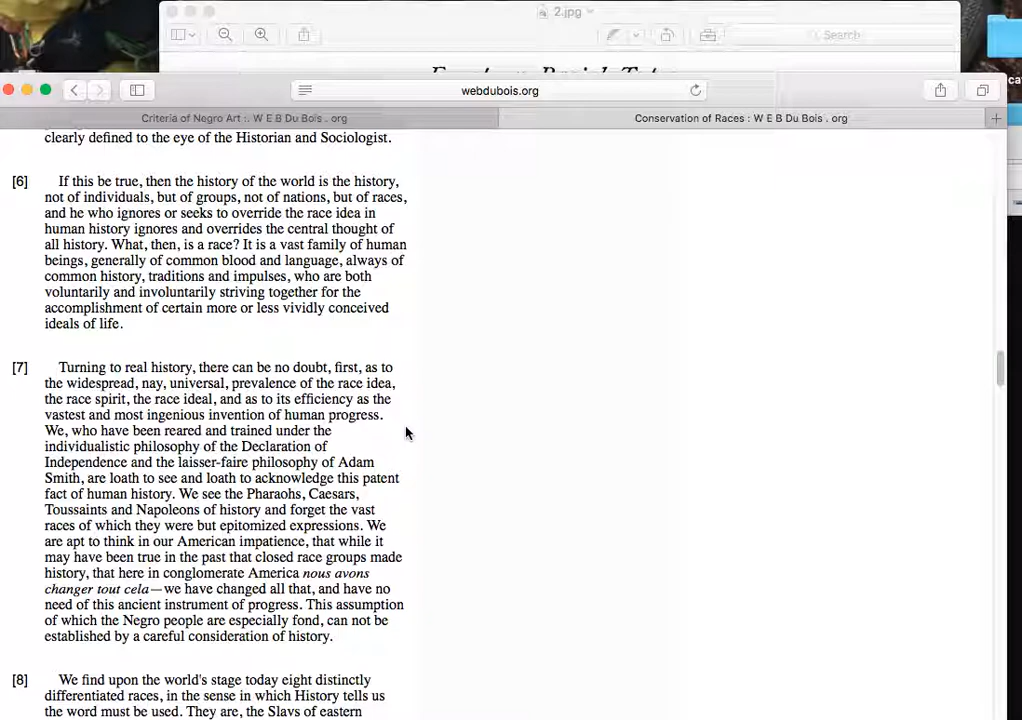 2.jpg
Search
webdubois.org
Criteria of Negro Art :. W E B Du Bois . org
Conservation of Races : W E B Du Bois . org
clearly defined to the eye of the Historian and Sociologist.
[6] If this be true, then the history of the world is the history,
not of individuals, but of groups, not of nations, but of races,
and he who ignores or seeks to override the race idea in
human history ignores and overrides the central thought of
all history. What, then, is a race? It is a vast family of human
beings, generally of common blood and language, always of
common history, traditions and impulses, who are both
voluntarily and involuntarily striving together for the
accomplishment of certain more or less vividly conceived
ideals of life.
[7] Turning to real history, there can be no doubt, first, as to
the widespread, nay, universal, prevalence of the race idea,
the race spirit, the race ideal, and as to its efficiency as the
vastest and most ingenious invention of human progress.
We, who have been reared and trained under the
individualistic philosophy of the Declaration of
Independence and the laisser-faire philosophy of Adam
Smith, are loath to see and loath to acknowledge this patent
fact of human history. We see the Pharaohs, Caesars,
Toussaints and Napoleons of history and forget the vast
races of which they were but epitomized expressions. We
are apt to think in our American impatience, that while it
may have been true in the past that closed race groups made
history, that here in conglomerate America nous avons
changer tout cela—we have changed all that, and have no
need of this ancient instrument of progress. This assumption
of which the Negro people are especially fond, can not be
established by a careful consideration of history.
[8] We find upon the world's stage today eight distinctly
differentiated races, in the sense in which History tells us
the word must be used. They are, the Slavs of eastern